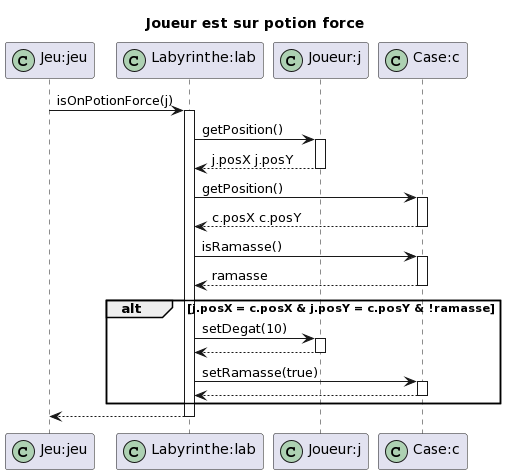 Joueur est sur potion force
C Jeu:jeu C Labyrinthe:lab C Joueur:j C Case:c
isOnPotionForce(j)
getPosition()
j.posX j.posY
getPosition()
c.posX c.posY
isRamasse()
ramasse
alt [j.posX = c.posX & j.posY = c.posY & !ramasse]
setDegat(10)
setRamasse(true)
C Jeu:jeu C Labyrinthe:lab C Joueur:j C Case:c